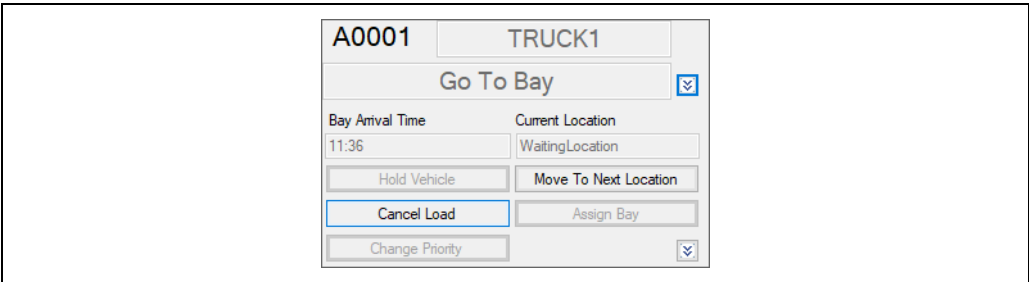 A0001 TRUCK1
Go To Bay
Bay Arrival Time Current Location
11:36 WaitingLocation
Hold Vehicle Move To Next Location
Cancel Load Assign Bay
Change Priority